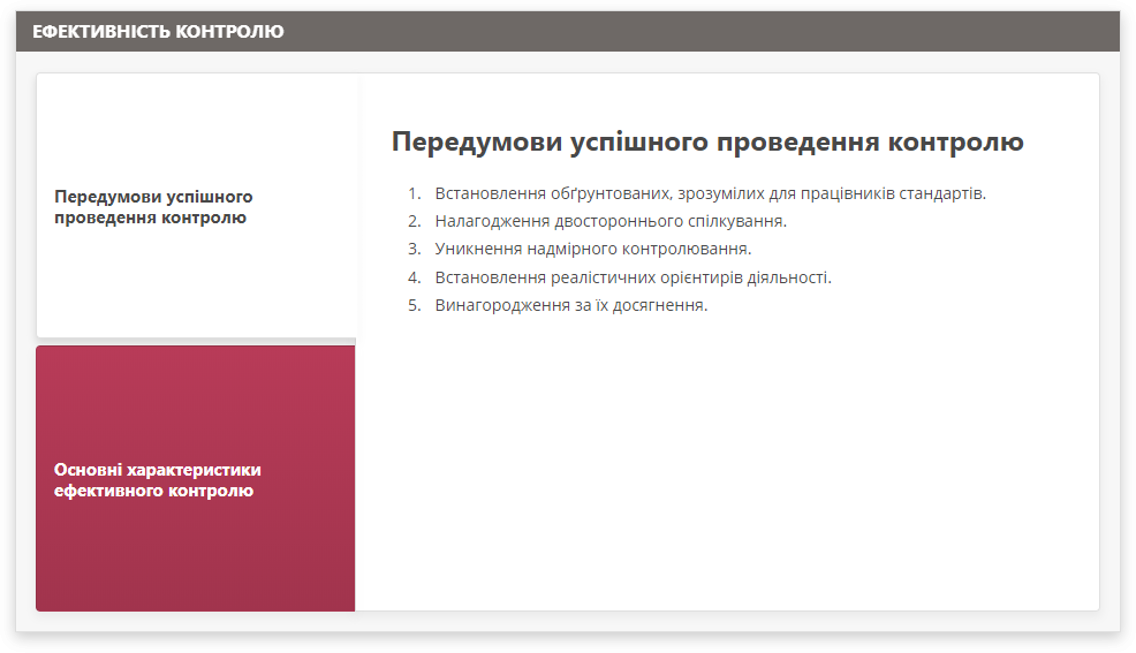 ЕФЕКТИВНІСТЬ КОНТРОЛЮ
Передумови успішного
проведення контролю
Основні характеристики
ефективного контролю
Передумови успішного проведення контролю
1. Встановлення обґрунтованих, зрозумілих для працівників стандартів.
2. Налагодження двостороннього спілкування.
3. Уникнення надмірного контролювання.
4. Встановлення реалістичних орієнтирів діяльності.
5. Винагородження за їх досягнення.